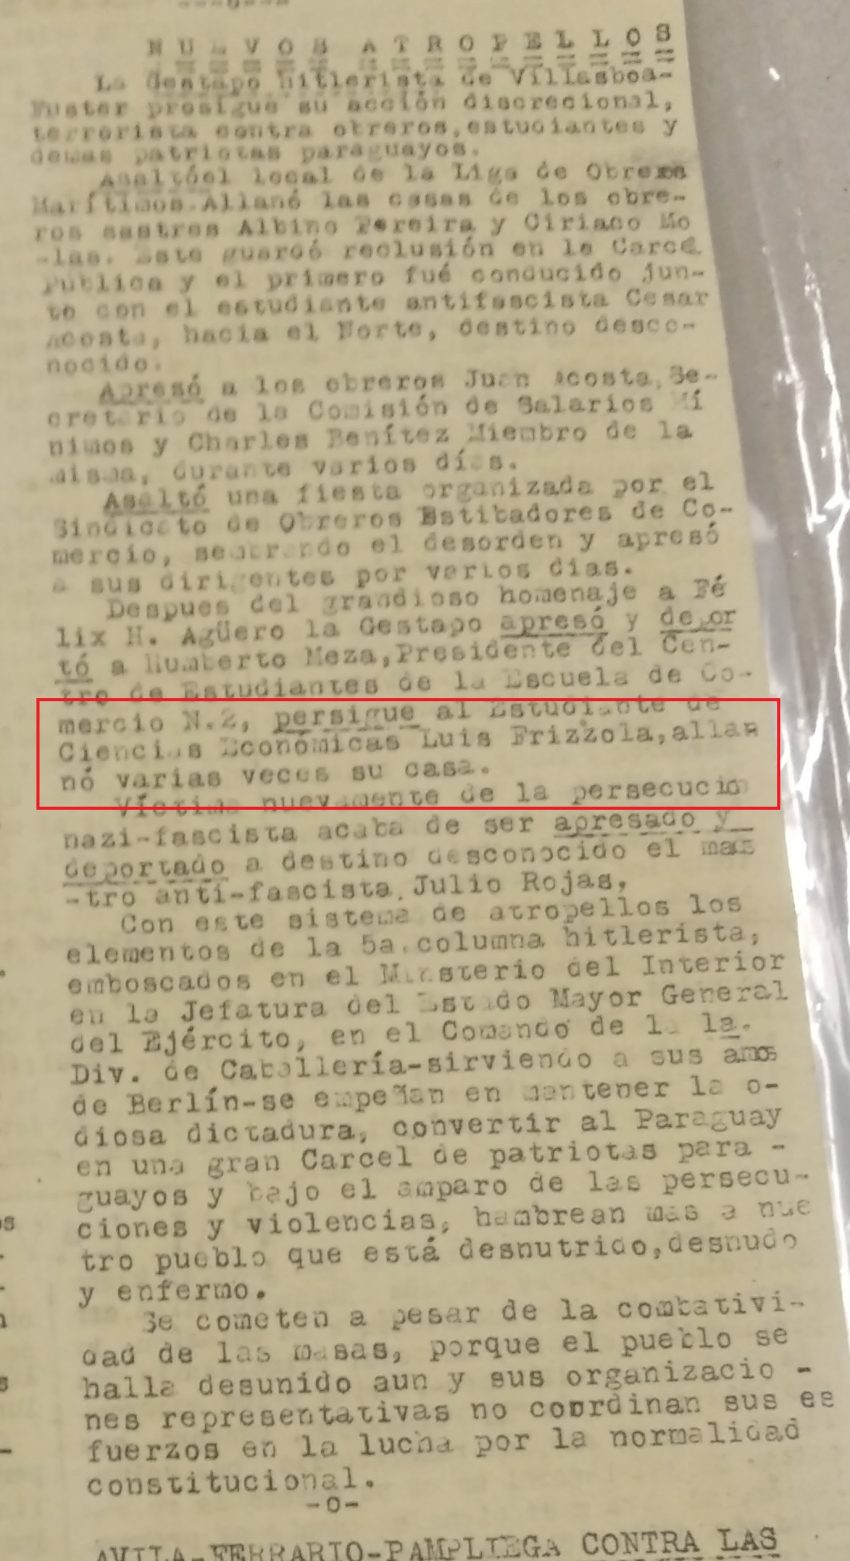 N U E V O S A T R O P E L L O S
La Gestapo hitlerista de Villasboa-
Fuster prosigue su acción discrecional,
terrorista contra obreros,estudiantes y
demas patriotas paraguayos.
Asaltóel local de la Liga de Obreros
Marítimos.Allanó las casas de los obre-
ros sastres Albino Pereira y Ciriaco Mo
-las. Este guardó reclusión en la Carcel
Publica y el primero fué conducido jun-
to con el estudiante antifascista Cesar
Acosta, hacia el Norte, destino desco-
nocido.
Apresó a los obreros Juan Acosta,Se-
cretario de la Comisión de Salarios Mí
nimos y Charles Benítez Miembro de la
misma, durante varios días.
Asaltó una fiesta organizada por el
Sindicato de Obreros Estibadores de Co-
mercio, sembrando el desorden y apresó
a sus dirigentes por varios dias.
Despues del grandioso homenaje a Fé
lix H. Agüero la Gestapo apresó y depor
tó a Humberto Meza,Presidente del Cen-
tro de Estudiantes de la Escuela de Co-
mercio N.2, persigue al Estudiante de
Ciencias Económicas Luis Frizzola,allan
nó varias veces su casa.
Víctima nuevamente de la persecución
nazi-fascista acaba de ser apresado y
deportado a destino desconocido el maes
-tro anti-fascista,Julio Rojas,
Con este sistema de atropellos los
elementos de la 5a.columna hitlerista,
emboscados en el Ministerio del Interior
en la Jefatura del Estado Mayor General
del Ejército, en el Comando de la 1a.
Div. de Caballería-sirviendo a sus amos
de Berlín-se empeñan en mantener la o-
diosa dictadura, convertir al Paraguay
en una gran Carcel de patriotas para -
guayos y bajo el amparo de las persecu-
ciones y violencias, hambrean mas a nue
tro pueblo que está desnutrido,desnudo
y enfermo.
Se cometen a pesar de la combativi-
dad de las masas, porque el pueblo se
halla desunido aun y sus organizacio -
nes representativas no coordinan sus es
fuerzos en la lucha por la normalidad
constitucional.
-o-
AVILA-FERRARIO-PAMPLIEGA CONTRA LAS